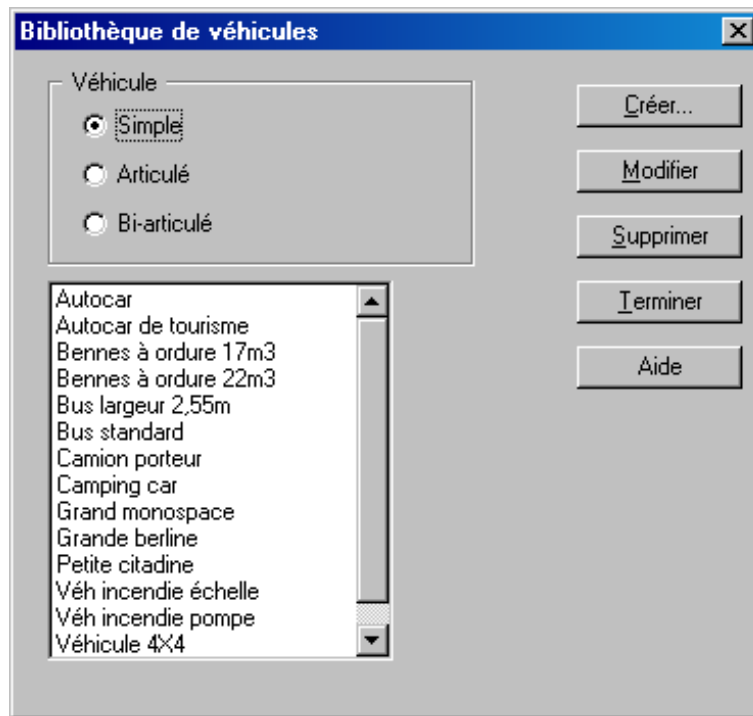 Bibliothèque de véhicules
Véhicule
Simple
Articulé
Bi-articulé
Créer...
Modifier
Supprimer
Terminer
Aide
Autocar
Autocar de tourisme
Bennes à ordure 17m3
Bennes à ordure 22m3
Bus largeur 2,55m
Bus standard
Camion porteur
Camping car
Grand monospace
Grande berline
Petite citadine
Véh incendie échelle
Véh incendie pompe
Véhicule 4X4